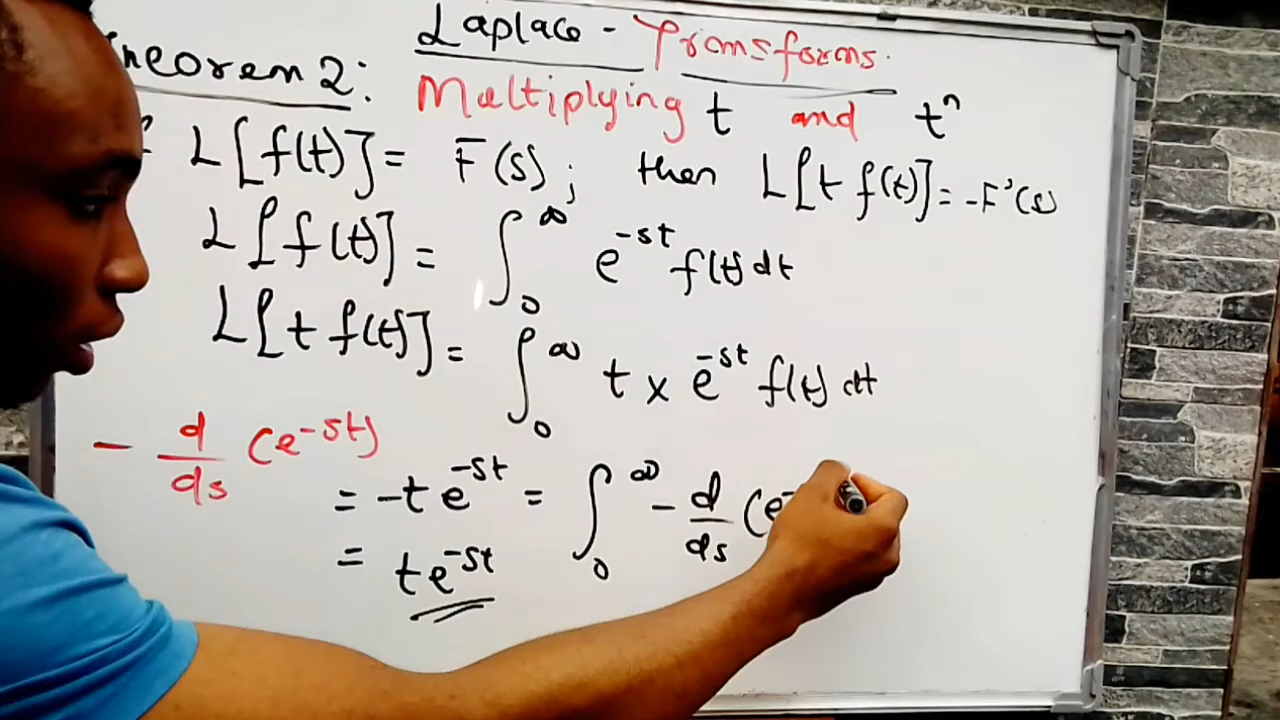 Laplace - Transforms
heorem 2: Multiplying t and tⁿ
f L[f(t)] = F(s); then L[t f(t)] = -F'(s)
L[f(t)] = ∫₀^∞ e^-st f(t) dt
L[t f(t)] = ∫₀^∞ t x e^-st f(t) dt
- d/ds (e^-st)
= -t e^-st = ∫₀^∞ - d/ds (e^-
= t e^-st